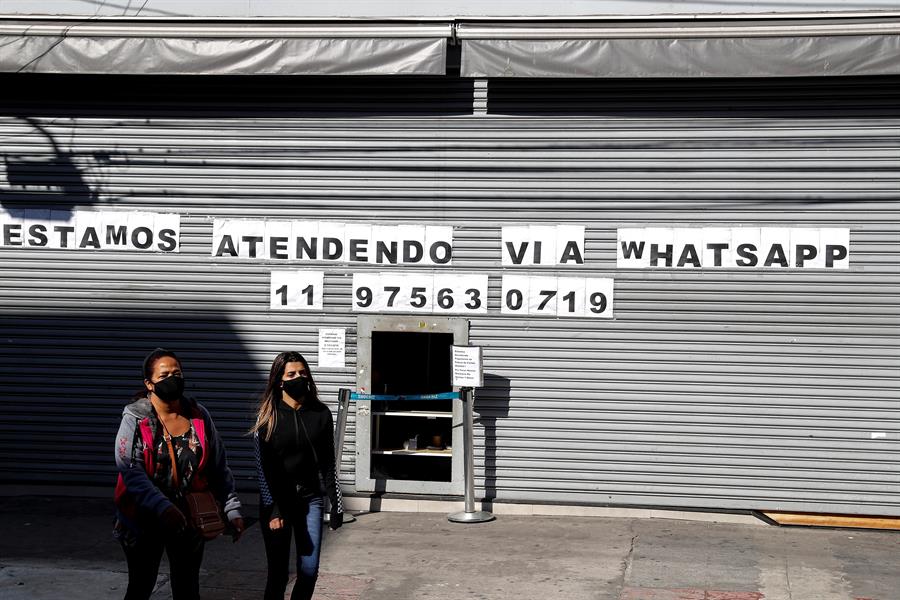 ESTAMOS ATENDENDO VIA WHATSAPP
11 97563 0719